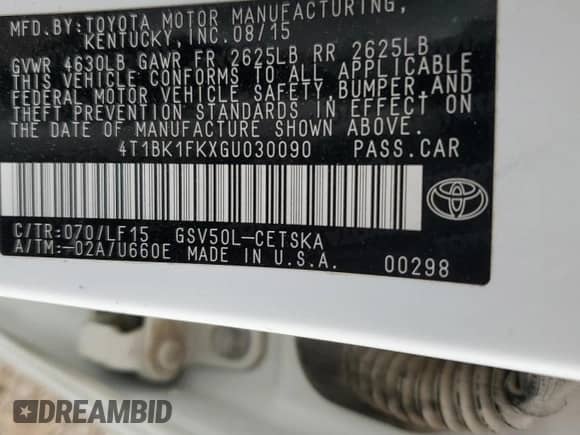 MFD. BY:TOYOTA MOTOR MANUFACTURING,
KENTUCKY, INC. 08/15
GVWR 4630LB GAWR FR 2625LB RR 2625LB
THIS VEHICLE CONFORMS TO ALL APPLICABLE
FEDERAL MOTOR VEHICLE SAFETY, BUMPER, AND
THEFT PREVENTION STANDARDS IN EFFECT ON
THE DATE OF MANUFACTURE SHOWN ABOVE.
4T1BK1FKXGU030090 PASS.CAR
C/TR:070/LF15 GSV50L-CETSKA
A/TM:-02A/U660E MADE IN U.S.A.
00298
DREAMBID